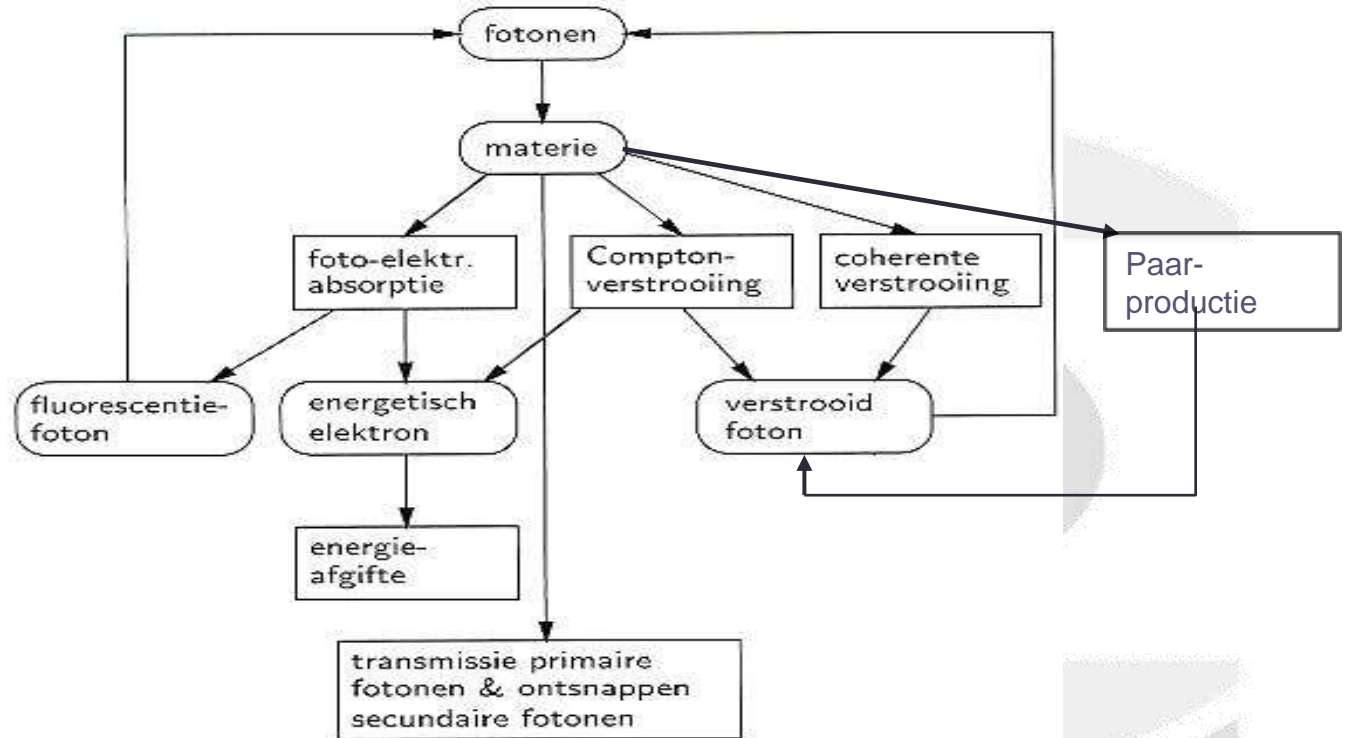 fotonen
materie
foto-elektr.
absorptie
Compton-
verstrooiing
coherente
verstrooiing
Paar-
productie
fluorescentie-
foton
energetisch
elektron
verstrooid
foton
energie-
afgifte
transmissie primaire
fotonen & ontsnappen
secundaire fotonen